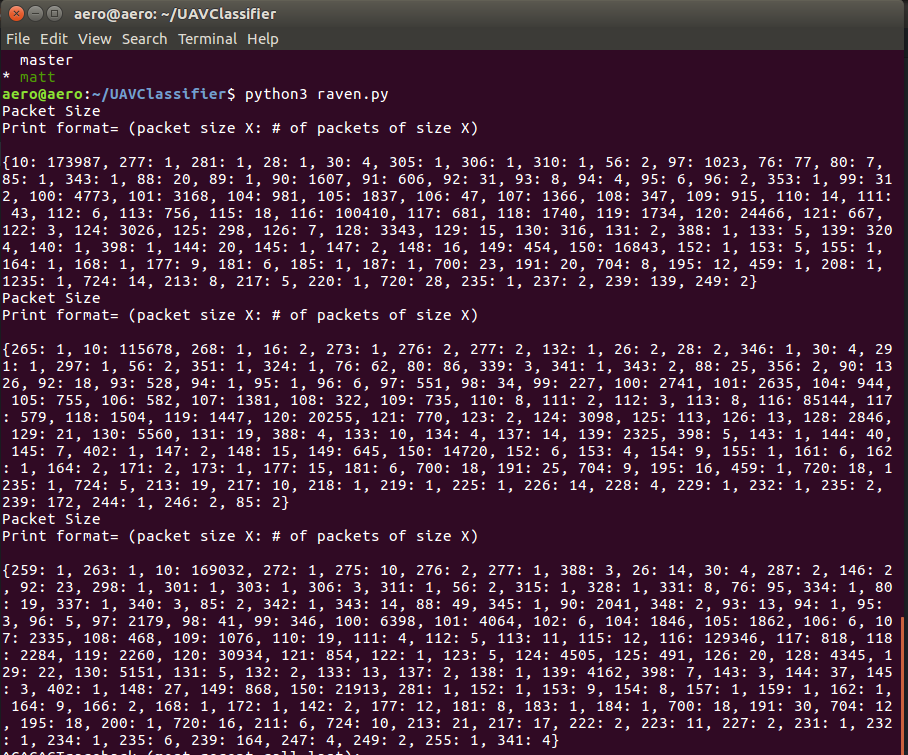 aero@aero: ~/UAVClassifier
File Edit View Search Terminal Help
  master
* matt
aero@aero:~/UAVClassifier$ python3 raven.py
Packet Size
Print format= (packet size X: # of packets of size X)
{10: 173987, 277: 1, 281: 1, 28: 1, 30: 4, 305: 1, 306: 1, 310: 1, 56: 2, 97: 1023, 76: 77, 80: 7,
85: 1, 343: 1, 88: 20, 89: 1, 90: 1607, 91: 606, 92: 31, 93: 8, 94: 4, 95: 6, 96: 2, 353: 1, 99: 31
2, 100: 4773, 101: 3168, 104: 981, 105: 1837, 106: 47, 107: 1366, 108: 347, 109: 915, 110: 14, 111:
 43, 112: 6, 113: 756, 115: 18, 116: 100410, 117: 681, 118: 1740, 119: 1734, 120: 24466, 121: 667,
122: 3, 124: 3026, 125: 298, 126: 7, 128: 3343, 129: 15, 130: 316, 131: 2, 388: 1, 133: 5, 139: 320
4, 140: 1, 398: 1, 144: 20, 145: 1, 147: 2, 148: 16, 149: 454, 150: 16843, 152: 1, 153: 5, 155: 1,
164: 1, 168: 1, 177: 9, 181: 6, 185: 1, 187: 1, 700: 23, 191: 20, 704: 8, 195: 12, 459: 1, 208: 1,
1235: 1, 724: 14, 213: 8, 217: 5, 220: 1, 720: 28, 235: 1, 237: 2, 239: 139, 249: 2}
Packet Size
Print format= (packet size X: # of packets of size X)
{265: 1, 10: 115678, 268: 1, 16: 2, 273: 1, 276: 2, 277: 2, 132: 1, 26: 2, 28: 2, 346: 1, 30: 4, 29
1: 1, 297: 1, 56: 2, 351: 1, 324: 1, 76: 62, 80: 86, 339: 3, 341: 1, 343: 2, 88: 25, 356: 2, 90: 13
26, 92: 18, 93: 528, 94: 1, 95: 1, 96: 6, 97: 551, 98: 34, 99: 227, 100: 2741, 101: 2635, 104: 944,
 105: 755, 106: 582, 107: 1381, 108: 322, 109: 735, 110: 8, 111: 2, 112: 3, 113: 8, 116: 85144, 117
: 579, 118: 1504, 119: 1447, 120: 20255, 121: 770, 123: 2, 124: 3098, 125: 113, 126: 13, 128: 2846,
 129: 21, 130: 5560, 131: 19, 388: 4, 133: 10, 134: 4, 137: 14, 139: 2325, 398: 5, 143: 1, 144: 40,
 145: 7, 402: 1, 147: 2, 148: 15, 149: 645, 150: 14720, 152: 6, 153: 4, 154: 9, 155: 1, 161: 6, 162
: 1, 164: 2, 171: 2, 173: 1, 177: 15, 181: 6, 700: 18, 191: 25, 704: 9, 195: 16, 459: 1, 720: 18, 1
235: 1, 724: 5, 213: 19, 217: 10, 218: 1, 219: 1, 225: 1, 226: 14, 228: 4, 229: 1, 232: 1, 235: 2,
239: 172, 244: 1, 246: 2, 85: 2}
Packet Size
Print format= (packet size X: # of packets of size X)
{259: 1, 263: 1, 10: 169032, 272: 1, 275: 10, 276: 2, 277: 1, 388: 3, 26: 14, 30: 4, 287: 2, 146: 2
, 92: 23, 298: 1, 301: 1, 303: 1, 306: 3, 311: 1, 56: 2, 315: 1, 328: 1, 331: 8, 76: 95, 334: 1, 80
: 19, 337: 1, 340: 3, 85: 2, 342: 1, 343: 14, 88: 49, 345: 1, 90: 2041, 348: 2, 93: 13, 94: 1, 95:
3, 96: 5, 97: 2179, 98: 41, 99: 346, 100: 6398, 101: 4064, 102: 6, 104: 1846, 105: 1862, 106: 6, 10
7: 2335, 108: 468, 109: 1076, 110: 19, 111: 4, 112: 5, 113: 11, 115: 12, 116: 129346, 117: 818, 118
: 2284, 119: 2260, 120: 30934, 121: 854, 122: 1, 123: 5, 124: 4505, 125: 491, 126: 20, 128: 4345, 1
29: 22, 130: 5151, 131: 5, 132: 2, 133: 13, 137: 2, 138: 1, 139: 4162, 398: 7, 143: 3, 144: 37, 145
: 3, 402: 1, 148: 27, 149: 868, 150: 21913, 281: 1, 152: 1, 153: 9, 154: 8, 157: 1, 159: 1, 162: 1,
 164: 9, 166: 2, 168: 1, 172: 1, 142: 2, 177: 12, 181: 8, 183: 1, 184: 1, 700: 18, 191: 30, 704: 12
, 195: 18, 200: 1, 720: 16, 211: 6, 724: 10, 213: 21, 217: 17, 222: 2, 223: 11, 227: 2, 231: 1, 232
: 1, 234: 1, 235: 6, 239: 164, 247: 4, 249: 2, 255: 1, 341: 4}